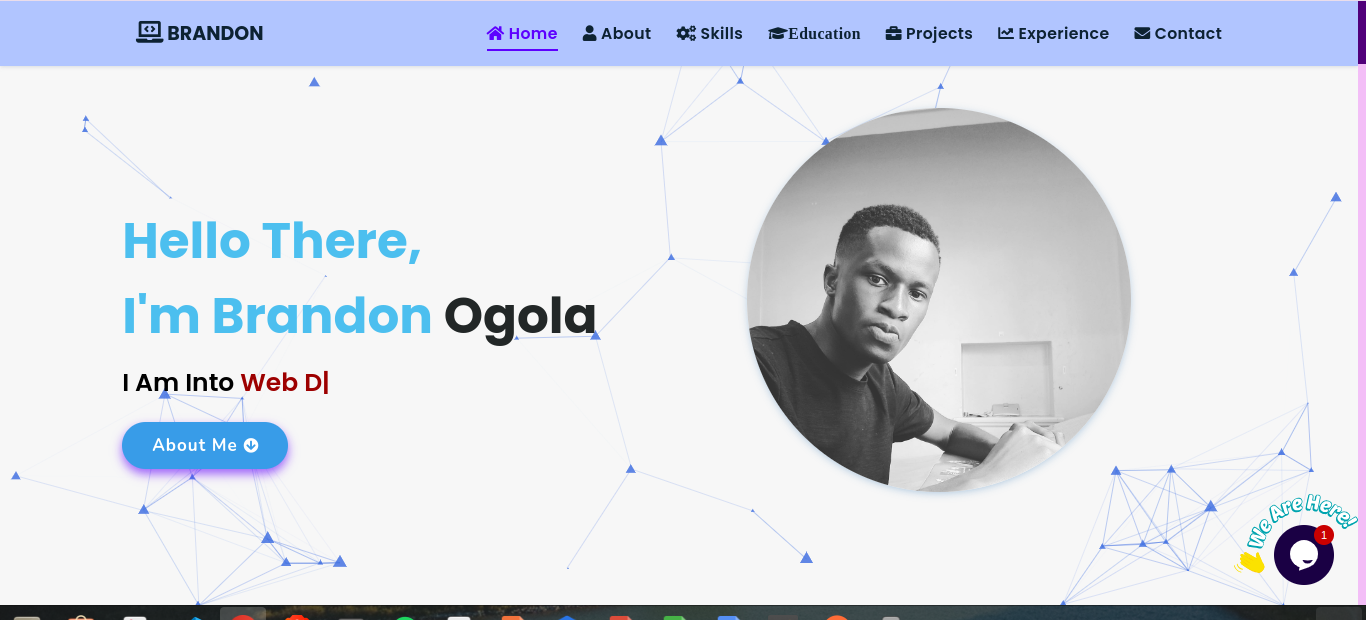 BRANDON
Home About Skills Education Projects Experience Contact
Hello There,
I'm Brandon Ogola
I Am Into Web D|
About Me
We Are Here!
1